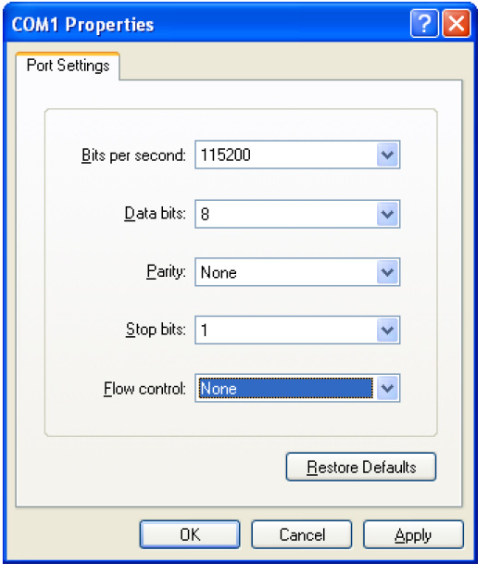 COM1 Properties
Port Settings
Bits per second: 115200
Data bits: 8
Parity: None
Stop bits: 1
Flow control: None
Restore Defaults
OK Cancel Apply